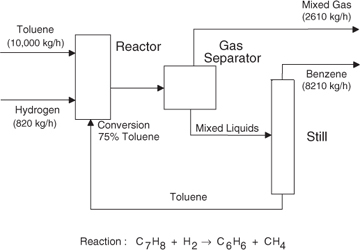 Mixed Gas
(2610 kg/h)
Toluene
(10,000 kg/h)
Reactor
Gas
Separator
Benzene
(8210 kg/h)
Hydrogen
(820 kg/h)
Conversion
75% Toluene
Mixed Liquids
Still
Toluene
Reaction : C7H8 + H2 → C6H6 + CH4